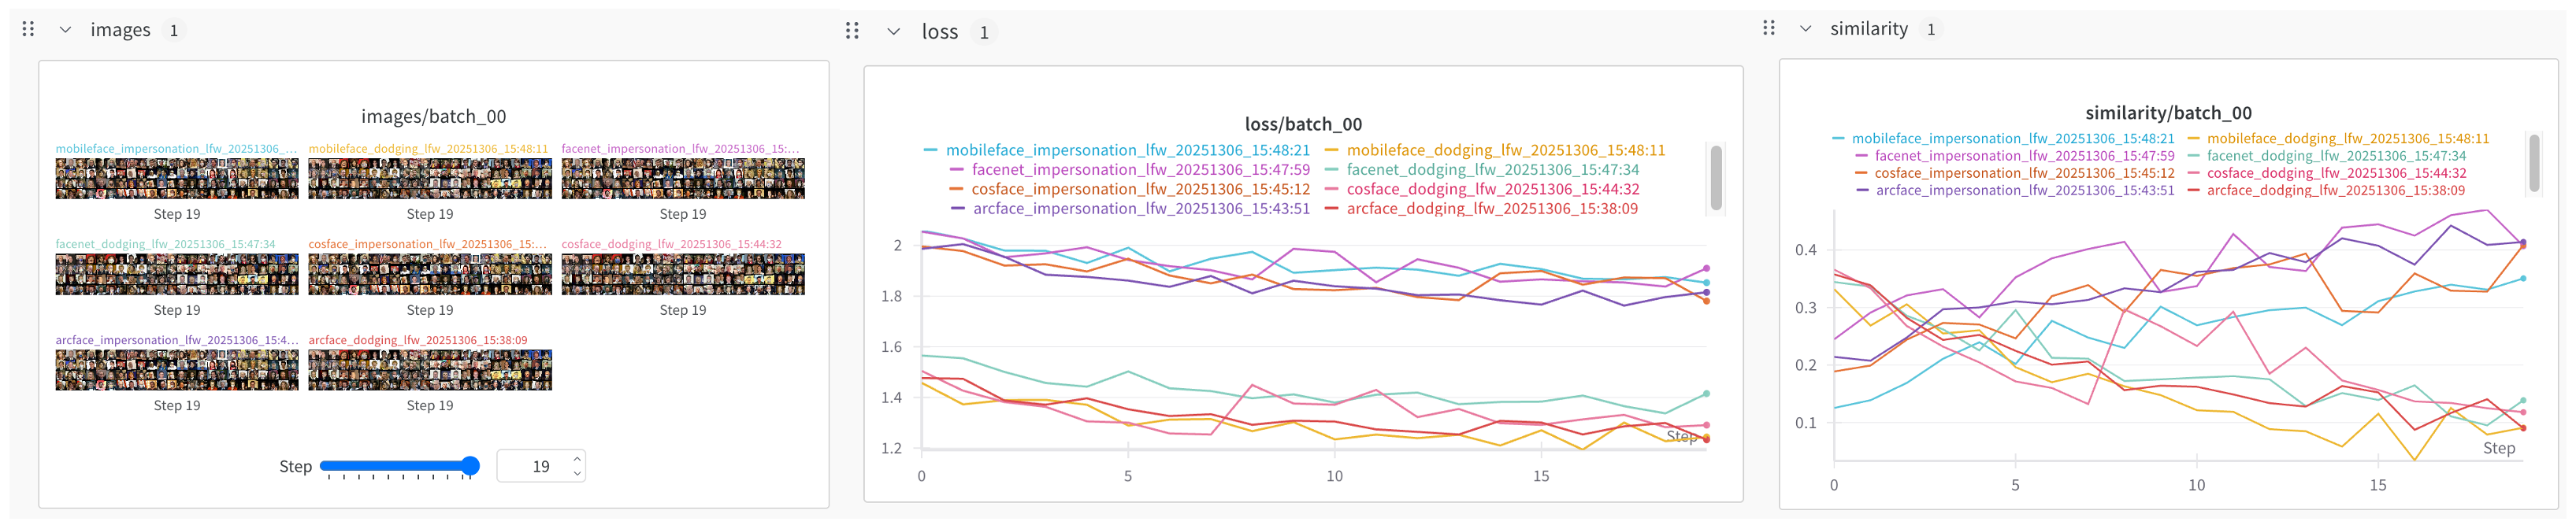 images 1
images/batch_00
mobileface_impersonation_lfw_20251306_... mobileface_dodging_lfw_20251306_15:48:11 facenet_impersonation_lfw_20251306_15:...
Step 19 Step 19 Step 19
facenet_dodging_lfw_20251306_15:47:34 cosface_impersonation_lfw_20251306_15:... cosface_dodging_lfw_20251306_15:44:32
Step 19 Step 19 Step 19
arcface_impersonation_lfw_20251306_15:4... arcface_dodging_lfw_20251306_15:38:09
Step 19 Step 19
Step 19
loss 1
loss/batch_00
mobileface_impersonation_lfw_20251306_15:48:21 mobileface_dodging_lfw_20251306_15:48:11
facenet_impersonation_lfw_20251306_15:47:59 facenet_dodging_lfw_20251306_15:47:34
cosface_impersonation_lfw_20251306_15:45:12 cosface_dodging_lfw_20251306_15:44:32
arcface_impersonation_lfw_20251306_15:43:51 arcface_dodging_lfw_20251306_15:38:09
2
1.8
1.6
1.4
1.2
Step
0 5 10 15
similarity 1
similarity/batch_00
mobileface_impersonation_lfw_20251306_15:48:21 mobileface_dodging_lfw_20251306_15:48:11
facenet_impersonation_lfw_20251306_15:47:59 facenet_dodging_lfw_20251306_15:47:34
cosface_impersonation_lfw_20251306_15:45:12 cosface_dodging_lfw_20251306_15:44:32
arcface_impersonation_lfw_20251306_15:43:51 arcface_dodging_lfw_20251306_15:38:09
0.4
0.3
0.2
0.1
Step
0 5 10 15